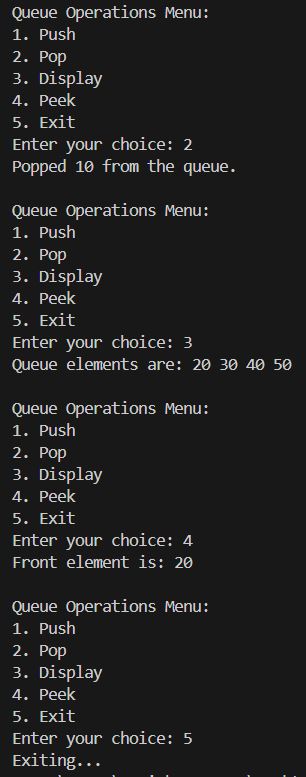 Queue Operations Menu:
1. Push
2. Pop
3. Display
4. Peek
5. Exit
Enter your choice: 2
Popped 10 from the queue.

Queue Operations Menu:
1. Push
2. Pop
3. Display
4. Peek
5. Exit
Enter your choice: 3
Queue elements are: 20 30 40 50

Queue Operations Menu:
1. Push
2. Pop
3. Display
4. Peek
5. Exit
Enter your choice: 4
Front element is: 20

Queue Operations Menu:
1. Push
2. Pop
3. Display
4. Peek
5. Exit
Enter your choice: 5
Exiting...